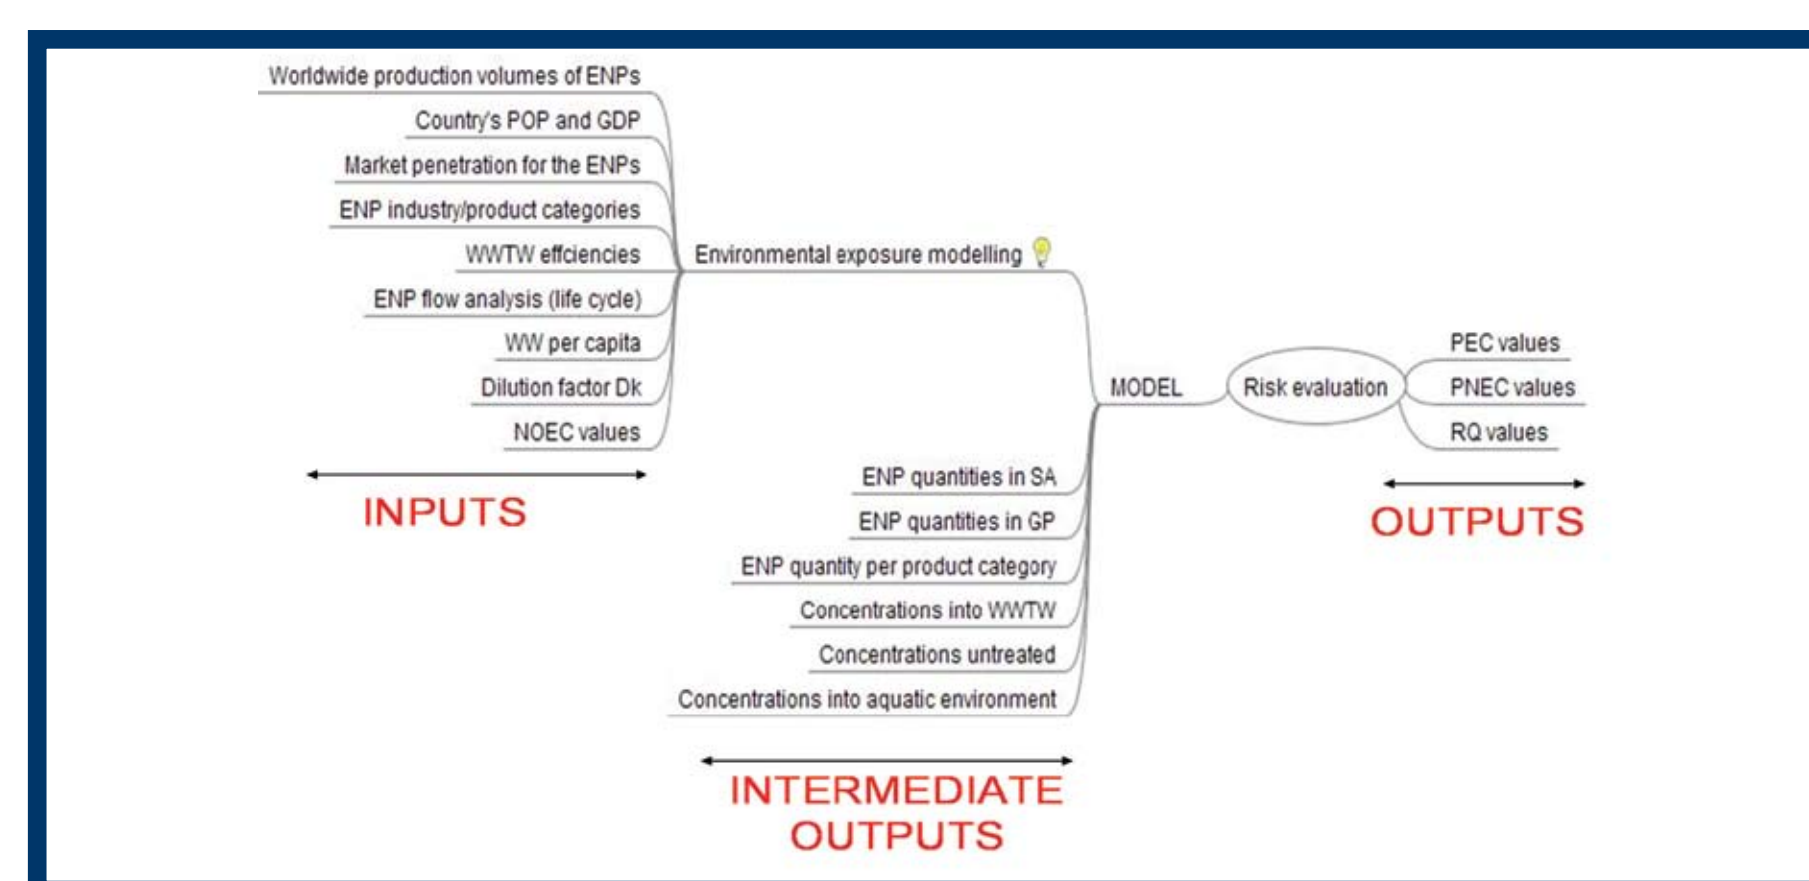 Worldwide production volumes of ENPs
Country's POP and GDP
Market penetration for the ENPs
ENP industry/product categories
WWTW effciencies
ENP flow analysis (life cycle)
WW per capita
Dilution factor Dk
NOEC values
INPUTS
Environmental exposure modelling
ENP quantities in SA
ENP quantities in GP
ENP quantity per product category
Concentrations into WWTW
Concentrations untreated
Concentrations into aquatic environment
INTERMEDIATE
OUTPUTS
MODEL
Risk evaluation
PEC values
PNEC values
RQ values
OUTPUTS